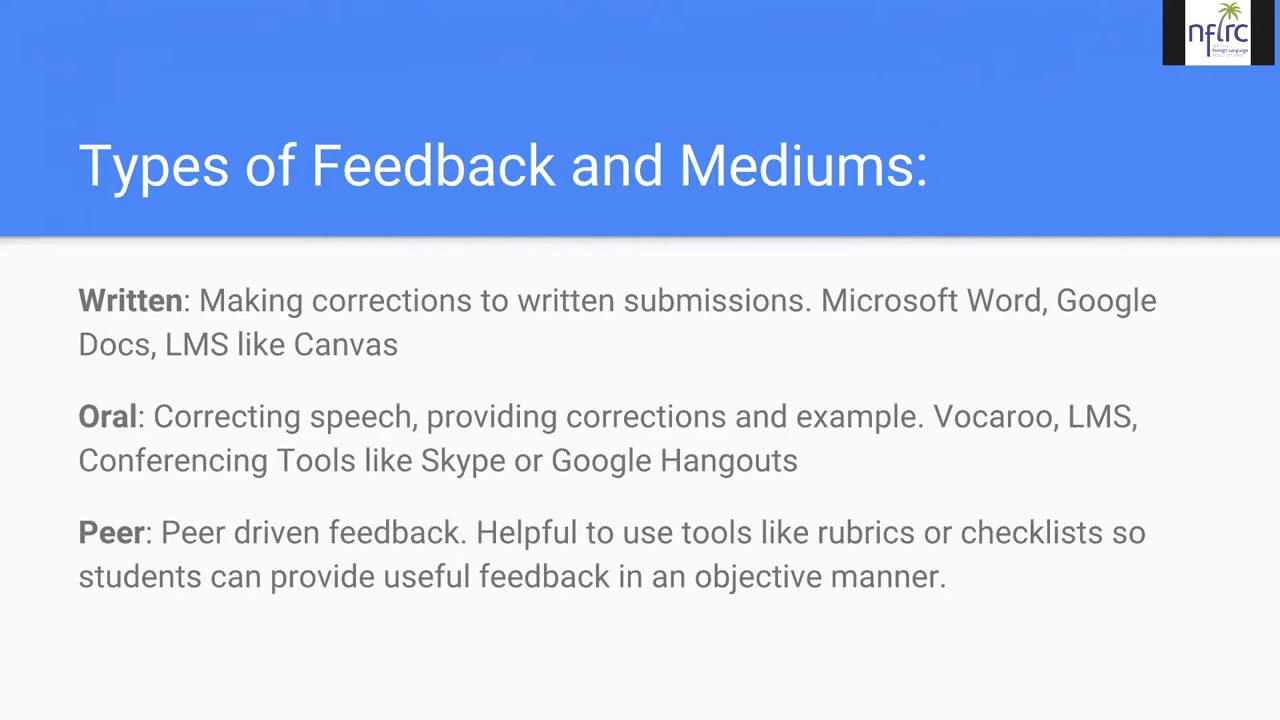 nflrc
Types of Feedback and Mediums:
Written: Making corrections to written submissions. Microsoft Word, Google
Docs, LMS like Canvas
Oral: Correcting speech, providing corrections and example. Vocaroo, LMS,
Conferencing Tools like Skype or Google Hangouts
Peer: Peer driven feedback. Helpful to use tools like rubrics or checklists so
students can provide useful feedback in an objective manner.